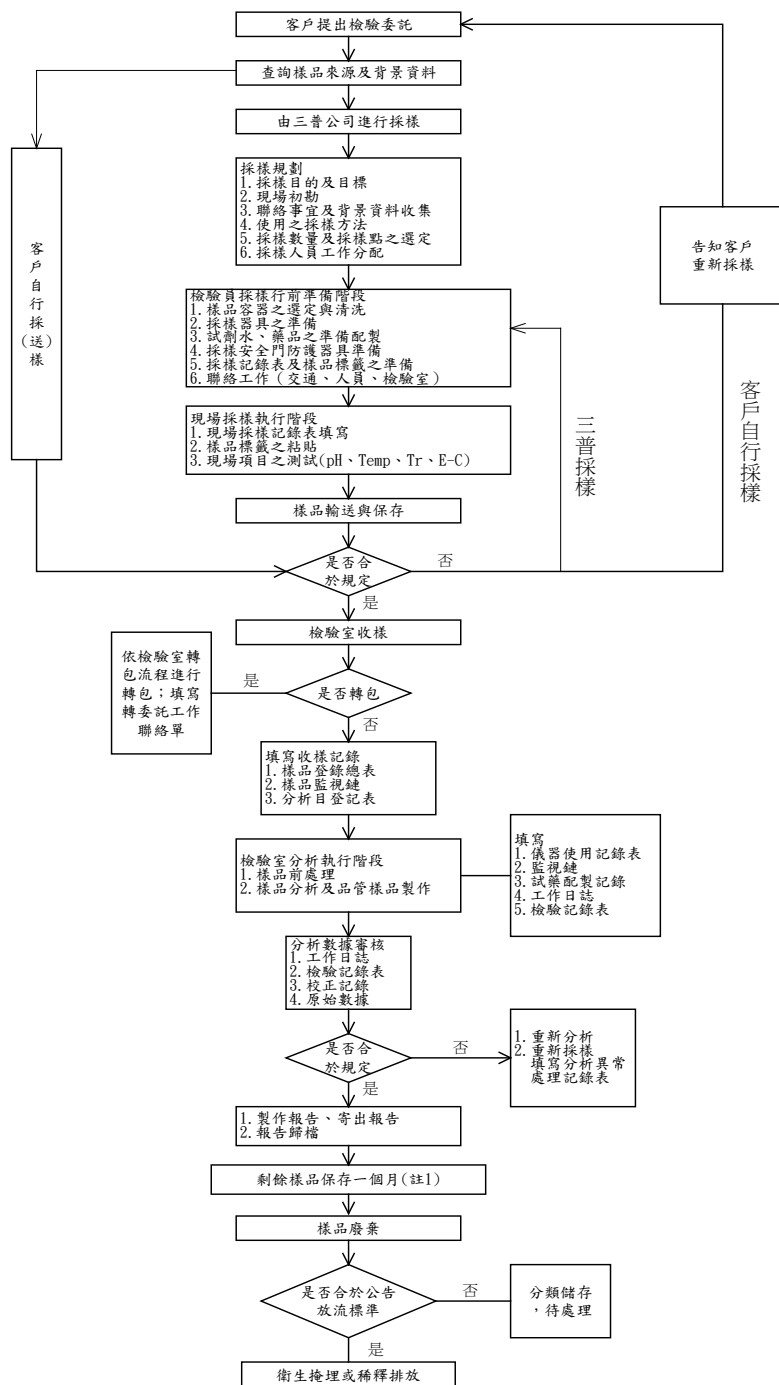 客戶提出檢驗委託
查詢樣品來源及背景資料
由三普公司進行採樣
客戶自行採(送)樣
採樣規劃
1.採樣目的及目標
2.現場初勘
3.聯絡事宜及背景資料收集
4.使用之採樣方法
5.採樣數量及採樣點之選定
6.採樣人員工作分配
告知客戶
重新採樣
檢驗員採樣行前準備階段
1.樣品容器之選定與清洗
2.採樣器具之準備
3.試劑水、藥品之準備配製
4.採樣安全門防護器具準備
5.採樣記錄表及樣品標籤之準備
6.聯絡工作(交通、人員、檢驗室)
三普採樣
客戶自行採樣
現場採樣執行階段
1.現場採樣記錄表填寫
2.樣品標籤之粘貼
3.現場項目之測試(pH、Temp、Tr、E-C)
樣品輸送與保存
是否合
於規定
否
是
檢驗室收樣
依檢驗室轉
包流程進行
轉包；填寫
轉委託工作
聯絡單
是
是否轉包
否
填寫收樣記錄
1.樣品登錄總表
2.樣品監視鏈
3.分析目登記表
檢驗室分析執行階段
1.樣品前處理
2.樣品分析及品管樣品製作
填寫
1.儀器使用記錄表
2.監視鏈
3.試藥配製記錄
4.工作日誌
5.檢驗記錄表
分析數據審核
1.工作日誌
2.檢驗記錄表
3.校正記錄
4.原始數據
是否合
於規定
否
是
1.重新分析
2.重新採樣
填寫分析異常
處理記錄表
1.製作報告、寄出報告
2.報告歸檔
剩餘樣品保存一個月(註1)
樣品廢棄
是否合於公告
放流標準
否
是
分類儲存
，待處理
衛生掩埋或稀釋排放